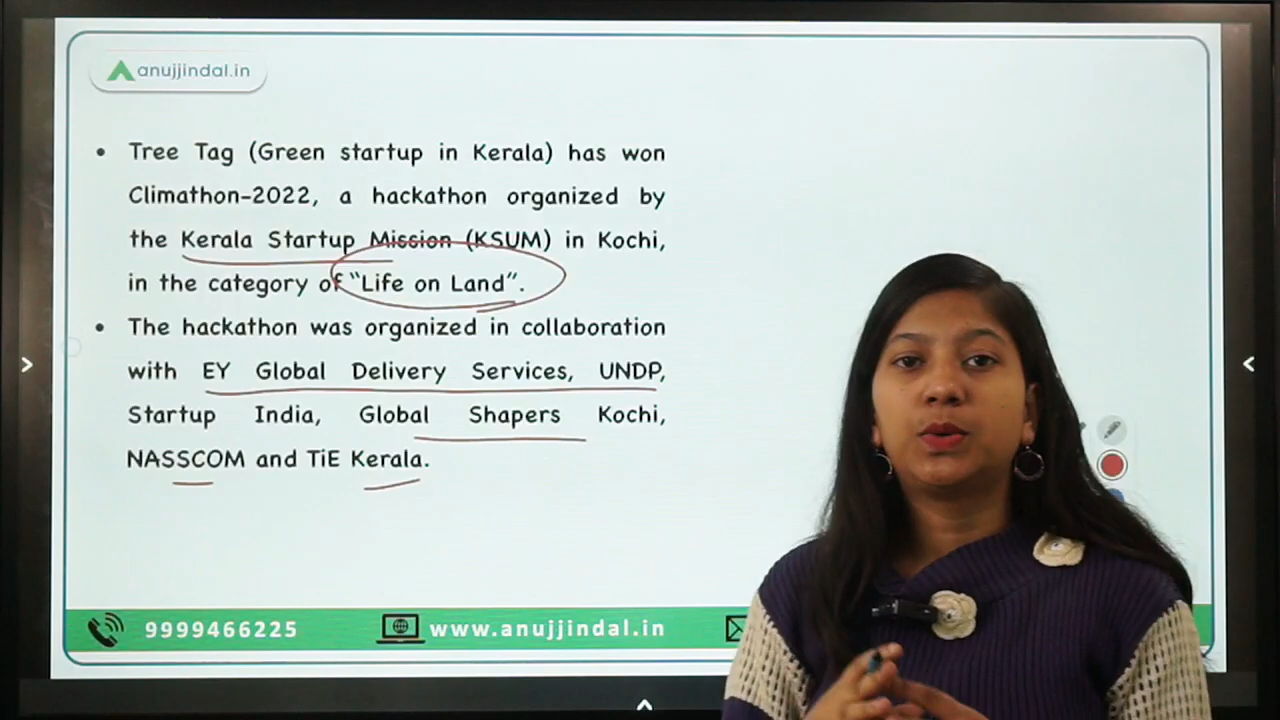 anujjindal.in
• Tree Tag (Green startup in Kerala) has won
Climathon-2022, a hackathon organized by
the Kerala Startup Mission (KSUM) in Kochi,
in the category of "Life on Land".
• The hackathon was organized in collaboration
with EY Global Delivery Services, UNDP,
Startup India, Global Shapers Kochi,
NASSCOM and TiE Kerala.
9999466225
www.anujjindal.in